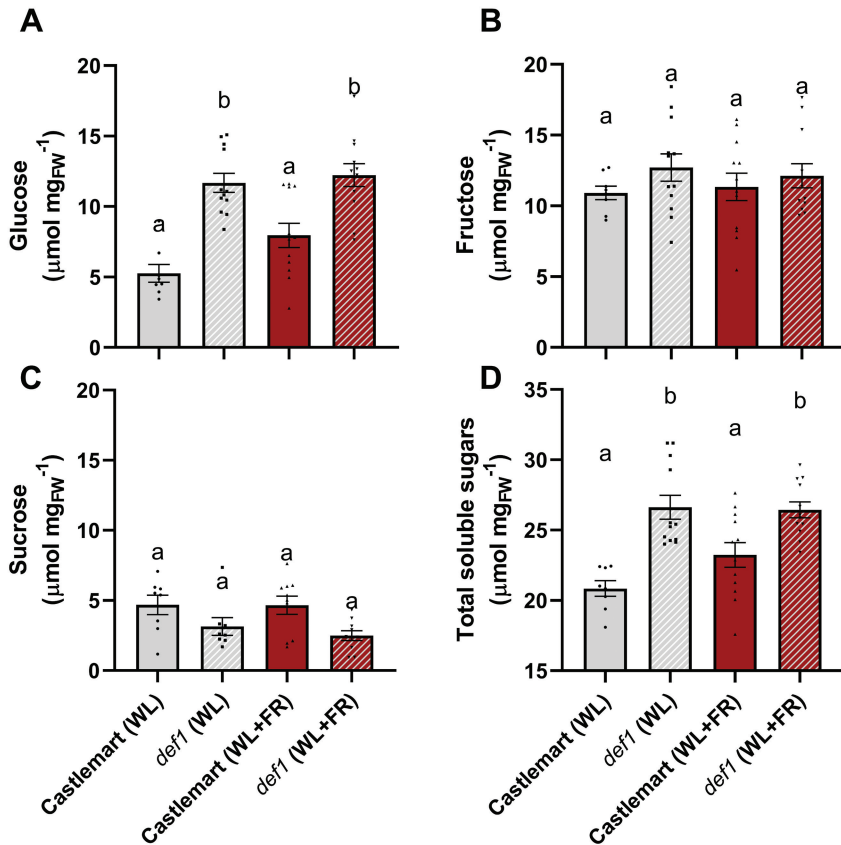 A
Glucose
(μmol mgFW-1)
20
15
10
5
0
a
b
a
b
B
Fructose
(μmol mgFW-1)
20
15
10
5
0
a
a
a
a
C
Sucrose
(μmol mgFW-1)
20
15
10
5
0
a
a
a
a
Castlemart (WL)
def1 (WL)
Castlemart (WL+FR)
def1 (WL+FR)
D
Total soluble sugars
(μmol mgFW-1)
35
30
25
20
15
a
b
a
b
Castlemart (WL)
def1 (WL)
Castlemart (WL+FR)
def1 (WL+FR)